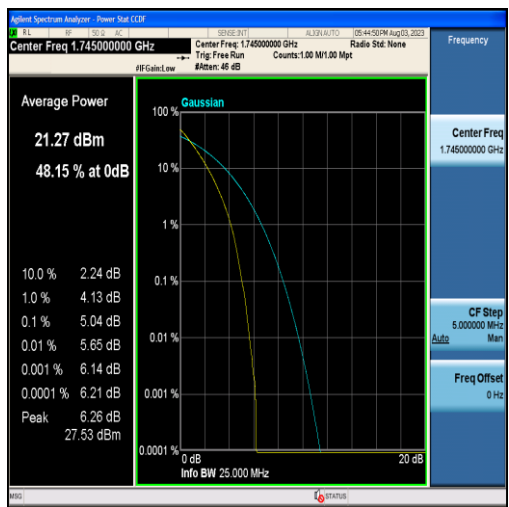 Agilent Spectrum Analyzer - Power Stat CCDF
RL RF 50 Ω AC SENSE:INT ALIGN AUTO 05:44:50 PM Aug 03, 2023
Center Freq 1.745000000 GHz
Center Freq: 1.745000000 GHz Radio Std: None
Trig: Free Run Counts:1.00 M/1.00 Mpt
#IFGain:Low #Atten: 46 dB
Frequency
Average Power
21.27 dBm
48.15 % at 0dB
10.0 % 2.24 dB
1.0 % 4.13 dB
0.1 % 5.04 dB
0.01 % 5.65 dB
0.001 % 6.14 dB
0.0001 % 6.21 dB
Peak 6.26 dB
27.53 dBm
Gaussian
100 %
10 %
1 %
0.1 %
0.01 %
0.001 %
0.0001 %
0 dB 20 dB
Info BW 25.000 MHz
Center Freq
1.745000000 GHz
CF Step
5.000000 MHz
Auto Man
Freq Offset
0 Hz
MSG STATUS